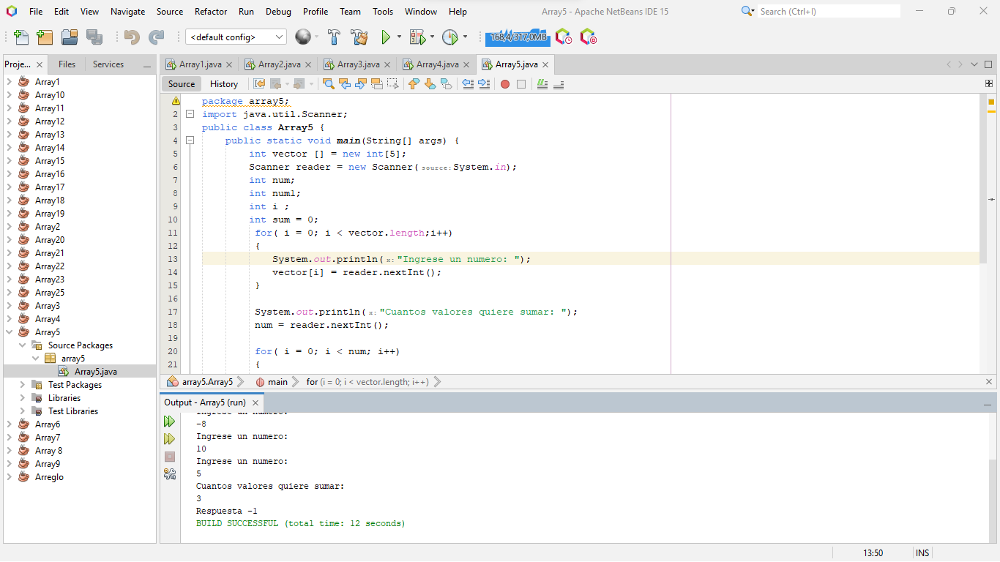 File Edit View Navigate Source Refactor Run Debug Profile Team Tools Window Help Array5 - Apache NetBeans IDE 15 Search (Ctrl+I)
<default config> 168,4/317,0MB
Proje... Files Services
Array1
Array10
Array11
Array12
Array13
Array14
Array15
Array16
Array17
Array18
Array19
Array2
Array20
Array21
Array22
Array23
Array25
Array3
Array4
Array5
Source Packages
array5
Array5.java
Test Packages
Libraries
Test Libraries
Array6
Array7
Array 8
Array9
Arreglo
Array1.java Array2.java Array3.java Array4.java Array5.java
Source History
package array5;
2 import java.util.Scanner;
3 public class Array5 {
4 public static void main(String[] args) {
5 int vector [] = new int[5];
6 Scanner reader = new Scanner( source: System.in);
7 int num;
8 int num1;
9 int i ;
10 int sum = 0;
11 for( i = 0; i < vector.length;i++)
12 {
13 System.out.println( x: "Ingrese un numero: ");
14 vector[i] = reader.nextInt();
15 }
16
17 System.out.println( x: "Cuantos valores quiere sumar: ");
18 num = reader.nextInt();
19
20 for( i = 0; i < num; i++)
21 {
array5.Array5 main for (i = 0; i < vector.length; i++)
Output - Array5 (run)
Ingrese un numero:
-8
Ingrese un numero:
10
Ingrese un numero:
5
Cuantos valores quiere sumar:
3
Respuesta -1
BUILD SUCCESSFUL (total time: 12 seconds)
13:50 INS